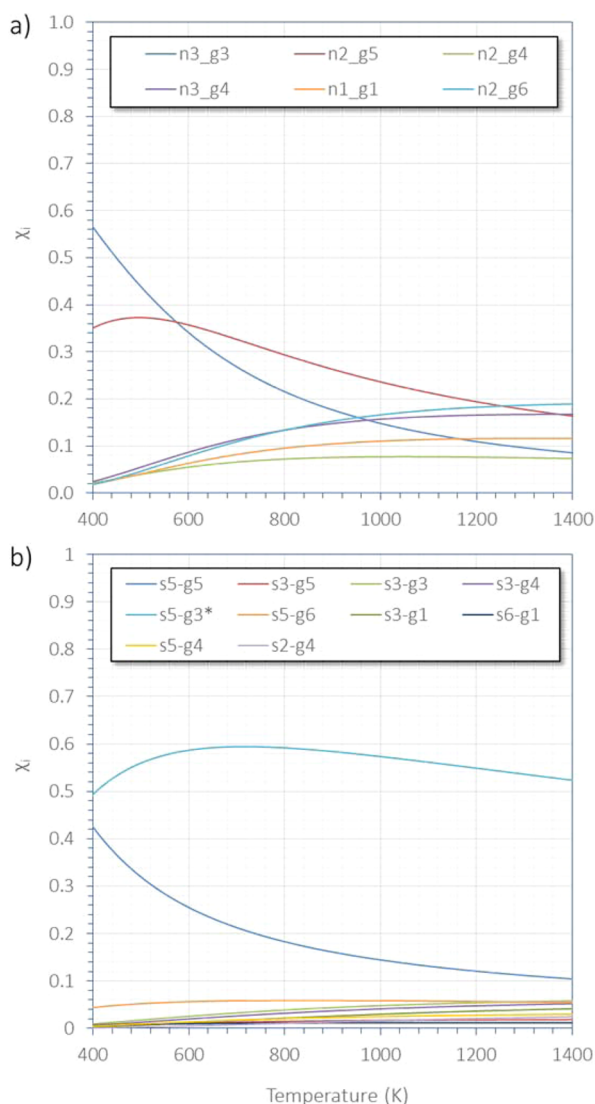 a)
1.0
0.9
0.8
0.7
0.6
0.5
0.4
0.3
0.2
0.1
0.0
χi
n3_g3 n2_g5 n2_g4
n3_g4 n1_g1 n2_g6
400 600 800 1000 1200 1400
b)
1
0.9
0.8
0.7
0.6
0.5
0.4
0.3
0.2
0.1
0
χi
s5-g5 s3-g5 s3-g3 s3-g4
s5-g3* s5-g6 s3-g1 s6-g1
s5-g4 s2-g4
400 600 800 1000 1200 1400
Temperature (K)